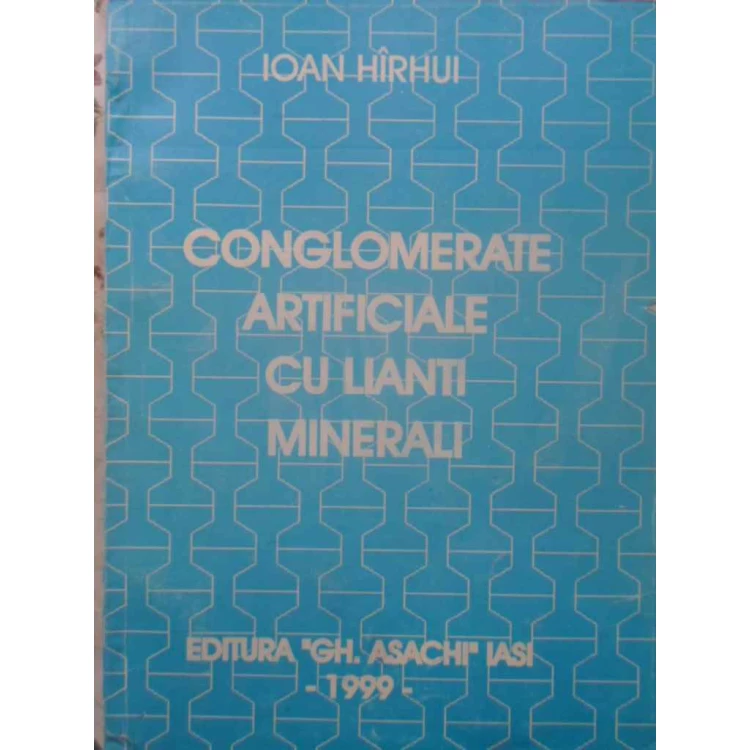 IOAN HÎRHUI
CONGLOMERATE
ARTIFICIALE
CU LIANTI
MINERALI
EDITURA "GH. ASACHI" IASI
- 1999 -